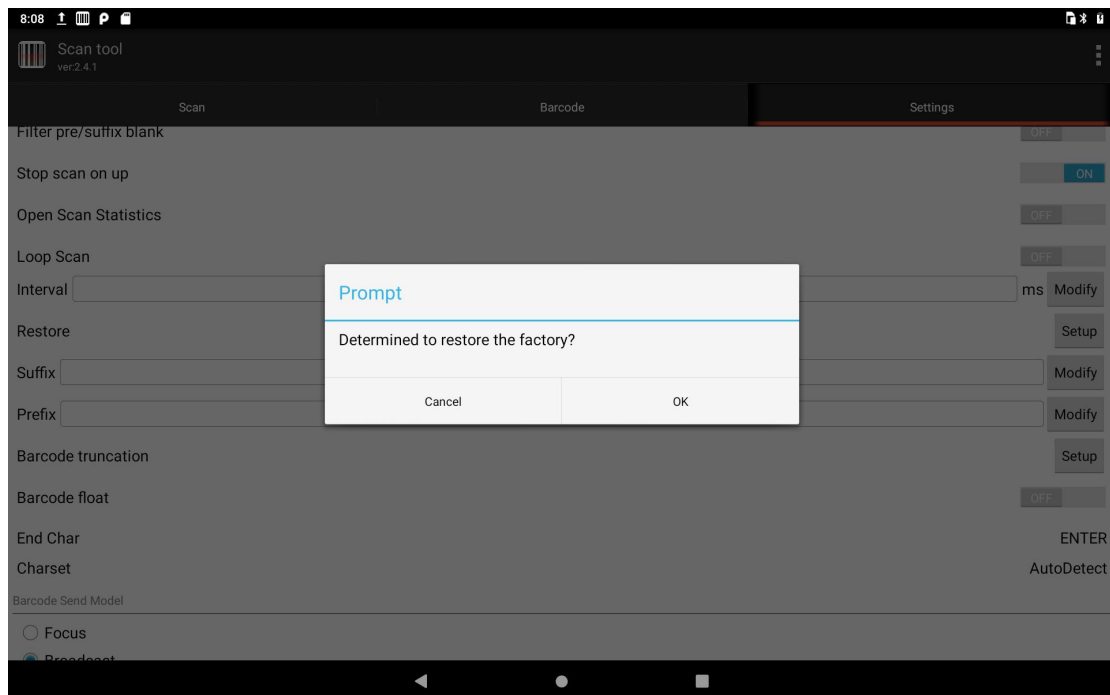 8:08
Scan tool
ver:2.4.1
Scan Barcode Settings
Filter pre/suffix blank OFF
Stop scan on up ON
Open Scan Statistics OFF
Loop Scan OFF
Interval ms Modify
Prompt
Restore Setup
Determined to restore the factory?
Suffix Modify
Cancel OK
Prefix Modify
Barcode truncation Setup
Barcode float OFF
End Char ENTER
Charset AutoDetect
Barcode Send Model
Focus
Broadcast